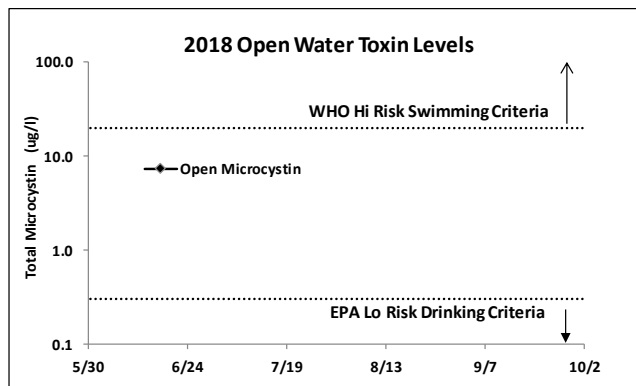 2018 Open Water Toxin Levels
100.0
WHO Hi Risk Swimming Criteria
10.0
Open Microcystin
Total Microcystin (ug/l)
1.0
EPA Lo Risk Drinking Criteria
0.1
5/30 6/24 7/19 8/13 9/7 10/2